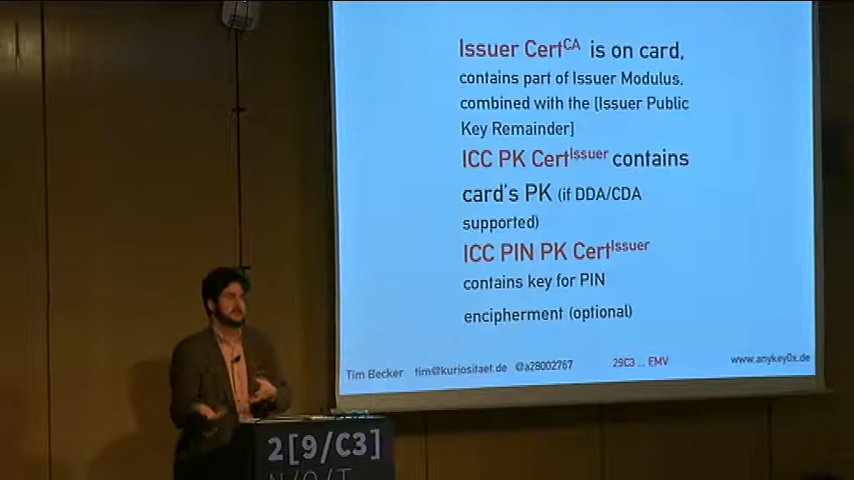 Issuer Cert^CA is on card,
contains part of Issuer Modulus,
combined with the [Issuer Public
Key Remainder]
ICC PK Cert^Issuer contains
card's PK (if DDA/CDA
supported)
ICC PIN PK Cert^Issuer
contains key for PIN
encipherment (optional)
Tim Becker tim@kuriositaet.de @a28002767 29C3 ... EMV www.anykey0x.de
2[9/C3]
N/O/T